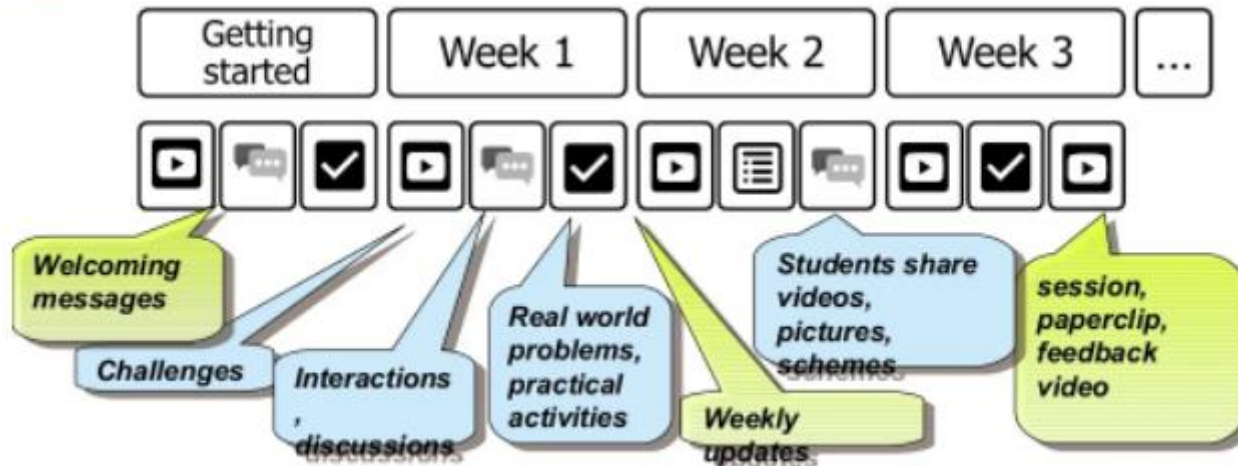 Getting
started
Week 1
Week 2
Week 3
...
Welcoming
messages
Challenges
Interactions
,
discussions
Real world
problems,
practical
activities
Weekly
updates
Students share
videos,
pictures,
schemes
session,
paperclip,
feedback
video